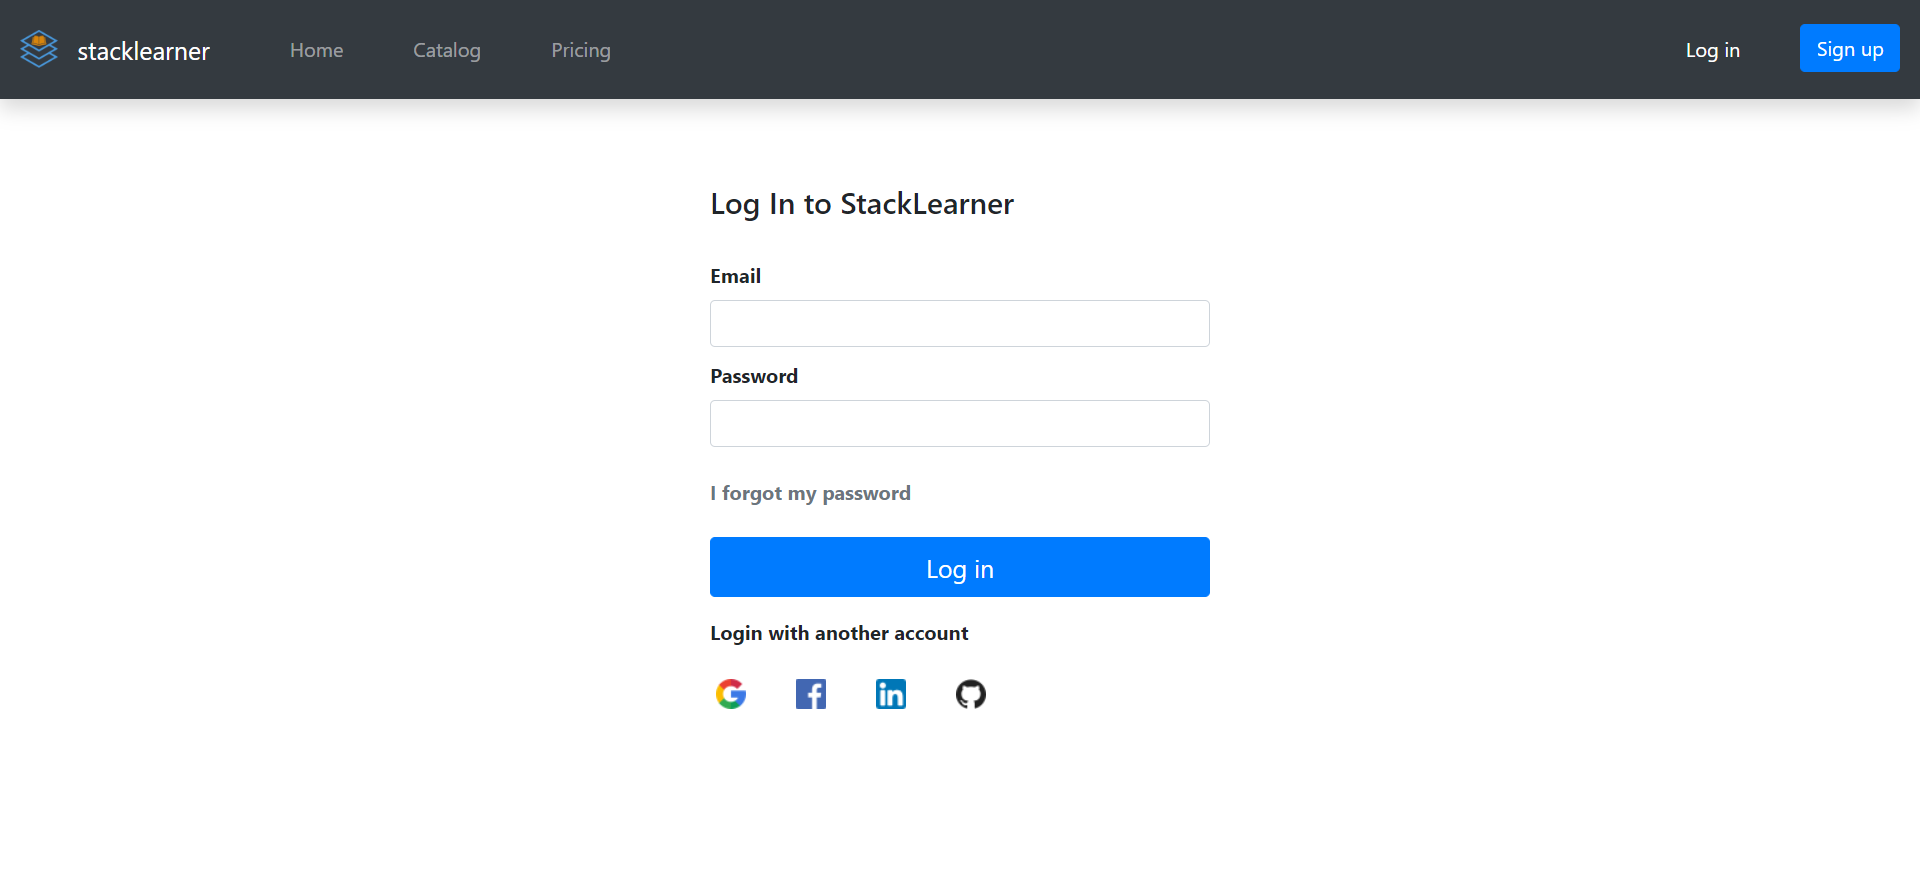 stacklearner Home Catalog Pricing Log in Sign up
Log In to StackLearner
Email
Password
I forgot my password
Log in
Login with another account